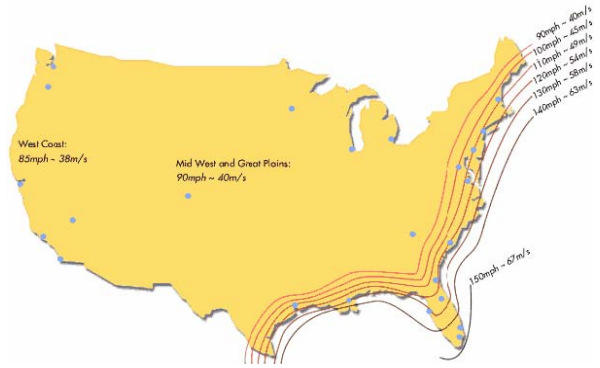 90mph ~ 40m/s
100mph ~ 45m/s
110mph ~ 49m/s
120mph ~ 54m/s
130mph ~ 58m/s
140mph ~ 63m/s
West Coast:
85mph ~ 38m/s
Mid West and Great Plains:
90mph ~ 40m/s
150mph ~ 67m/s